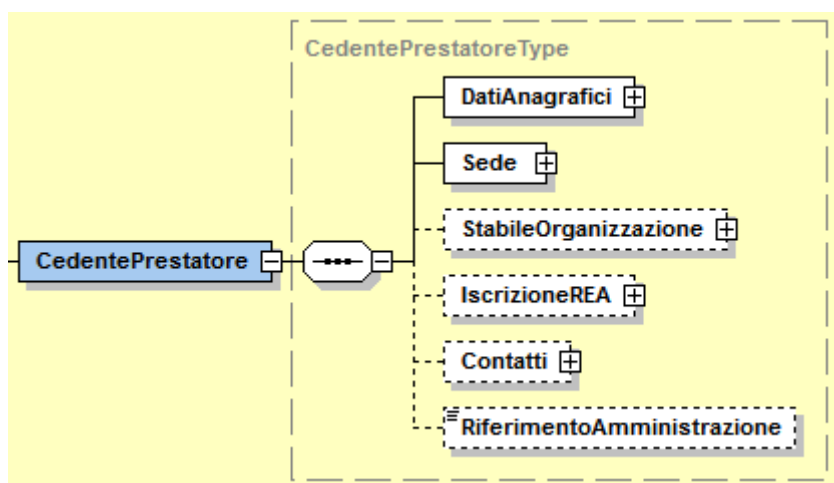 CedentePrestatoreType
DatiAnagrafici
Sede
StabileOrganizzazione
CedentePrestatore
IscrizioneREA
Contatti
RiferimentoAmministrazione